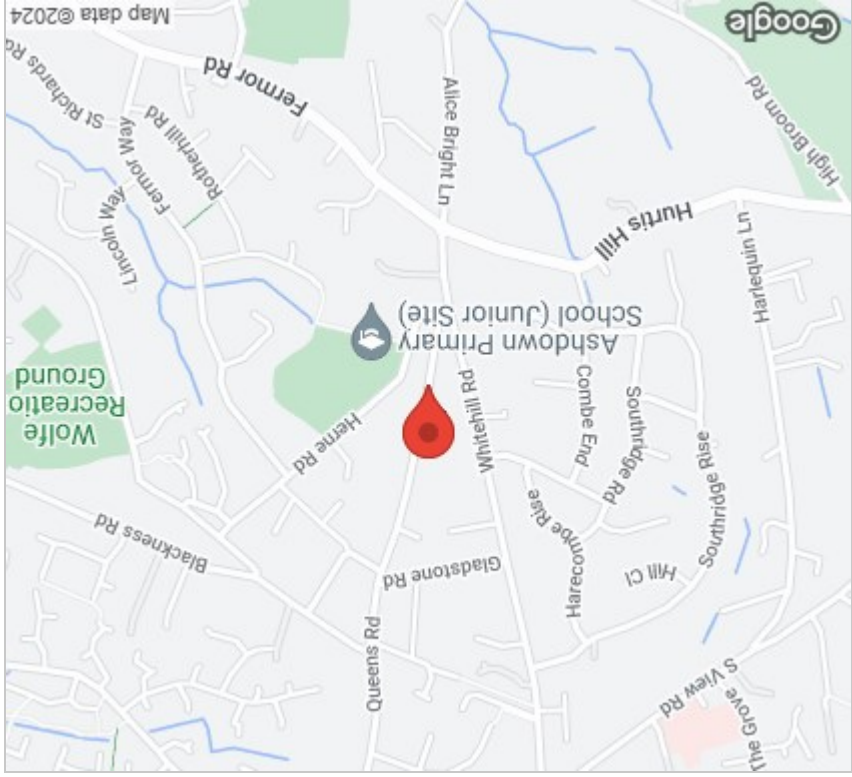 The Grove
S View Rd
Queens Rd
Hill Cl
Gladstone Rd
Harecombe Rise
Blackness Rd
Southridge Rise
Southridge Rd
Herne Rd
Combe End
Whitehill Rd
Wolfe
Recreatio
Ground
Ashdown Primary
School (Junior Site)
Harlequin Ln
Hurtis Hill
Lincoln Way
Fermor Way
Rotherhill Rd
Alice Bright Ln
High Broom Rd
Fermor Rd
St Richards Rd
Google
Map data ©2024